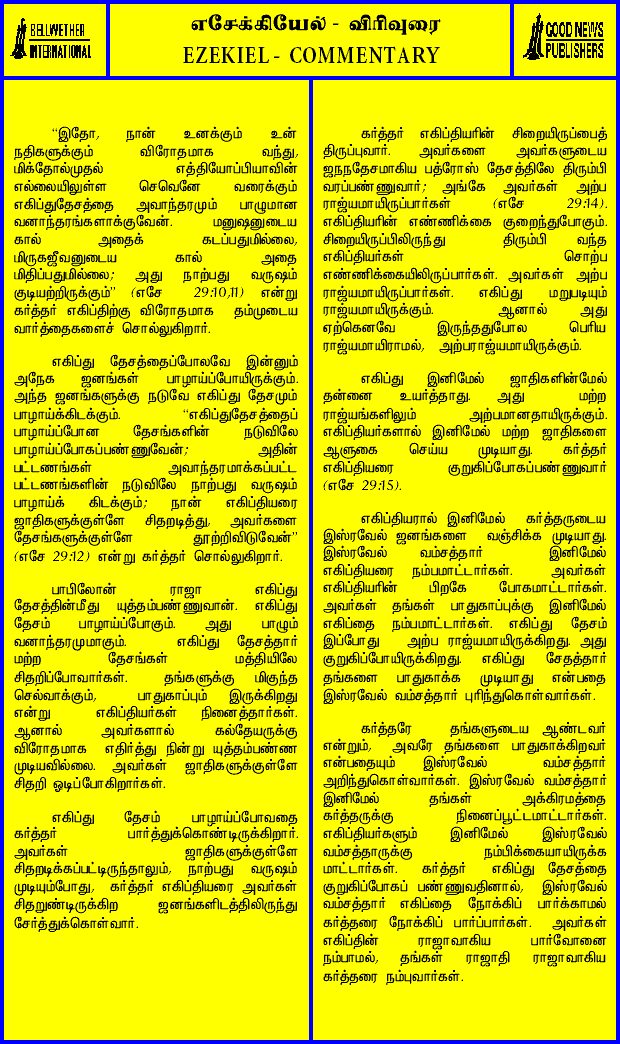 BELLWETHER
INTERNATIONAL
எசேக்கியேல் - விரிவுரை
EZEKIEL - COMMENTARY
GOOD NEWS
PUBLISHERS
“இதோ, நான் உனக்கும் உன்
நதிகளுக்கும் விரோதமாக வந்து,
மிக்தோல்முதல் எத்தியோப்பியாவின்
எல்லையிலுள்ள செவெனே வரைக்கும்
எகிப்துதேசத்தை அவாந்தரமும் பாழுமான
வனாந்தரங்களாக்குவேன். மனுஷனுடைய
கால் அதைக் கடப்பதுமில்லை,
மிருகஜீவனுடைய கால் அதை
மிதிப்பதுமில்லை; அது நாற்பது வருஷம்
குடியற்றிருக்கும்” (எசே 29:10,11) என்று
கர்த்தர் எகிப்திற்கு விரோதமாக தம்முடைய
வார்த்தைகளைச் சொல்லுகிறார்.
எகிப்து தேசத்தைப்போலவே இன்னும்
அநேக ஜனங்கள் பாழாய்ப்போயிருக்கும்.
அந்த ஜனங்களுக்கு நடுவே எகிப்து தேசமும்
பாழாய்க்கிடக்கும். “எகிப்துதேசத்தைப்
பாழாய்ப்போன தேசங்களின் நடுவிலே
பாழாய்ப்போகப்பண்ணுவேன்; அதின்
பட்டணங்கள் அவாந்தரமாக்கப்பட்ட
பட்டணங்களின் நடுவிலே நாற்பது வருஷம்
பாழாய்க் கிடக்கும்; நான் எகிப்தியரை
ஜாதிகளுக்குள்ளே சிதறடித்து, அவர்களை
தேசங்களுக்குள்ளே தூற்றிவிடுவேன்”
(எசே 29:12) என்று கர்த்தர் சொல்லுகிறார்.
பாபிலோன் ராஜா எகிப்து
தேசத்தின்மீது யுத்தம்பண்ணுவான். எகிப்து
தேசம் பாழாய்ப்போகும். அது பாழும்
வனாந்தரமுமாகும். எகிப்து தேசத்தார்
மற்ற தேசங்கள் மத்தியிலே
சிதறிப்போவார்கள். தங்களுக்கு மிகுந்த
செல்வாக்கும், பாதுகாப்பும் இருக்கிறது
என்று எகிப்தியர்கள் நினைத்தார்கள்.
ஆனால் அவர்களால் கல்தேயருக்கு
விரோதமாக எதிர்த்து நின்று யுத்தம்பண்ண
முடியவில்லை. அவர்கள் ஜாதிகளுக்குள்ளே
சிதறி ஓடிப்போகிறார்கள்.
எகிப்து தேசம் பாழாய்ப்போவதை
கர்த்தர் பார்த்துக்கொண்டிருக்கிறார்.
அவர்கள் ஜாதிகளுக்குள்ளே
சிதறடிக்கப்பட்டிருந்தாலும், நாற்பது வருஷம்
முடியும்போது, கர்த்தர் எகிப்தியரை அவர்கள்
சிதறுண்டிருக்கிற ஜனங்களிடத்திலிருந்து
சேர்த்துக்கொள்வார்.
கர்த்தர் எகிப்தியரின் சிறையிருப்பைத்
திருப்புவார். அவர்களை அவர்களுடைய
ஜநநதேசமாகிய பத்ரோஸ் தேசத்திலே திரும்பி
வரப்பண்ணுவார்; அங்கே அவர்கள் அற்ப
ராஜ்யமாயிருப்பார்கள் (எசே 29:14).
எகிப்தியரின் எண்ணிக்கை குறைந்துபோகும்.
சிறையிருப்பிலிருந்து திரும்பி வந்த
எகிப்தியர்கள் சொற்ப
எண்ணிக்கையிலிருப்பார்கள். அவர்கள் அற்ப
ராஜ்யமாயிருப்பார்கள். எகிப்து மறுபடியும்
ராஜ்யமாயிருக்கும். ஆனால் அது
ஏற்கெனவே இருந்ததுபோல பெரிய
ராஜ்யமாயிராமல், அற்பராஜ்யமாயிருக்கும்.
எகிப்து இனிமேல் ஜாதிகளின்மேல்
தன்னை உயர்த்தாது. அது மற்ற
ராஜ்யங்களிலும் அற்பமானதாயிருக்கும்.
எகிப்தியர்களால் இனிமேல் மற்ற ஜாதிகளை
ஆளுகை செய்ய முடியாது. கர்த்தர்
எகிப்தியரை குறுகிப்போகப்பண்ணுவார்
(எசே 29:15).
எகிப்தியரால் இனிமேல் கர்த்தருடைய
இஸ்ரவேல் ஜனங்களை வஞ்சிக்க முடியாது.
இஸ்ரவேல் வம்சத்தார் இனிமேல்
எகிப்தியரை நம்பமாட்டார்கள். அவர்கள்
எகிப்தியரின் பிறகே போகமாட்டார்கள்.
அவர்கள் தங்கள் பாதுகாப்புக்கு இனிமேல்
எகிப்தை நம்பமாட்டார்கள். எகிப்து தேசம்
இப்போது அற்ப ராஜ்யமாயிருக்கிறது. அது
குறுகிப்போயிருக்கிறது. எகிப்து சேதத்தார்
தங்களை பாதுகாக்க முடியாது என்பதை
இஸ்ரவேல் வம்சத்தார் புரிந்துகொள்வார்கள்.
கர்த்தரே தங்களுடைய ஆண்டவர்
என்றும், அவரே தங்களை பாதுகாக்கிறவர்
என்பதையும் இஸ்ரவேல் வம்சத்தார்
அறிந்துகொள்வார்கள். இஸ்ரவேல் வம்சத்தார்
இனிமேல் தங்கள் அக்கிரமத்தை
கர்த்தருக்கு நினைப்பூட்டமாட்டார்கள்.
எகிப்தியர்களும் இனிமேல் இஸ்ரவேல்
வம்சத்தாருக்கு நம்பிக்கையாயிருக்க
மாட்டார்கள். கர்த்தர் எகிப்து தேசத்தை
குறுகிப்போகப் பண்ணுவதினால், இஸ்ரவேல்
வம்சத்தார் எகிப்தை நோக்கிப் பார்க்காமல்
கர்த்தரை நோக்கிப் பார்ப்பார்கள். அவர்கள்
எகிப்தின் ராஜாவாகிய பார்வோனை
நம்பாமல், தங்கள் ராஜாதி ராஜாவாகிய
கர்த்தரை நம்புவார்கள்.